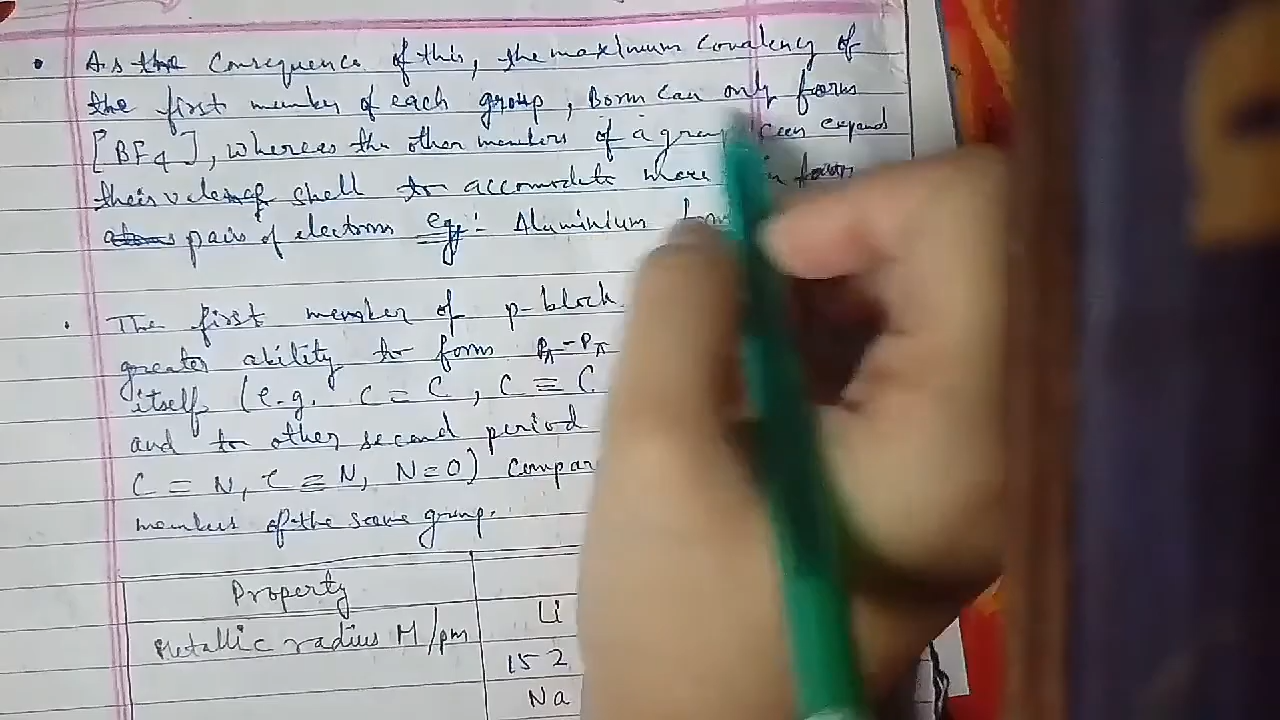 As the Consequence of this, the maximum Covalency of
the first member of each group, Boron Can only form
[BF4], whereas the other members of a group can expand
their valence shell to accomodate more
pairs of electrons eg:- Aluminium
The first member of p-block
greater ability to form Pπ-Pπ
itself (e.g. C = C, C ≡ C
and to other second period
C = N, C ≡ N, N=O) Compar
members of the same group.
Property
Li
Metallic radius M/pm
152
Na